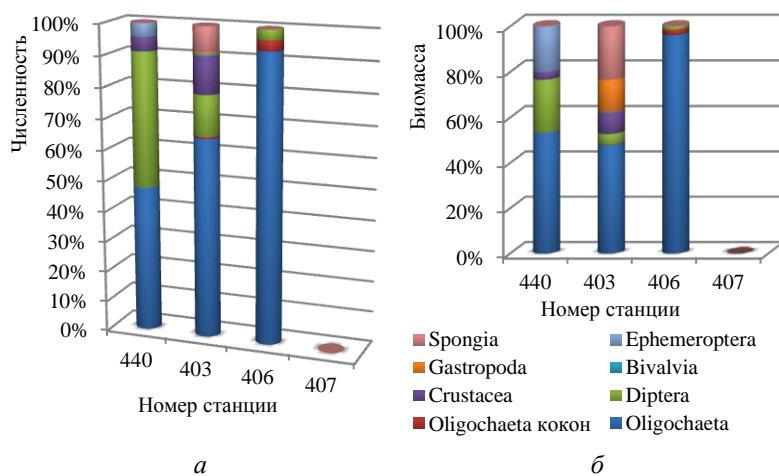 Численность
100%
90%
80%
70%
60%
50%
40%
30%
20%
10%
0%
440
403
406
407
Номер станции
а
Биомасса
100%
80%
60%
40%
20%
0%
440
403
406
407
Номер станции
Spongia
Ephemeroptera
Gastropoda
Bivalvia
Crustacea
Diptera
Oligochaeta кокон
Oligochaeta
б